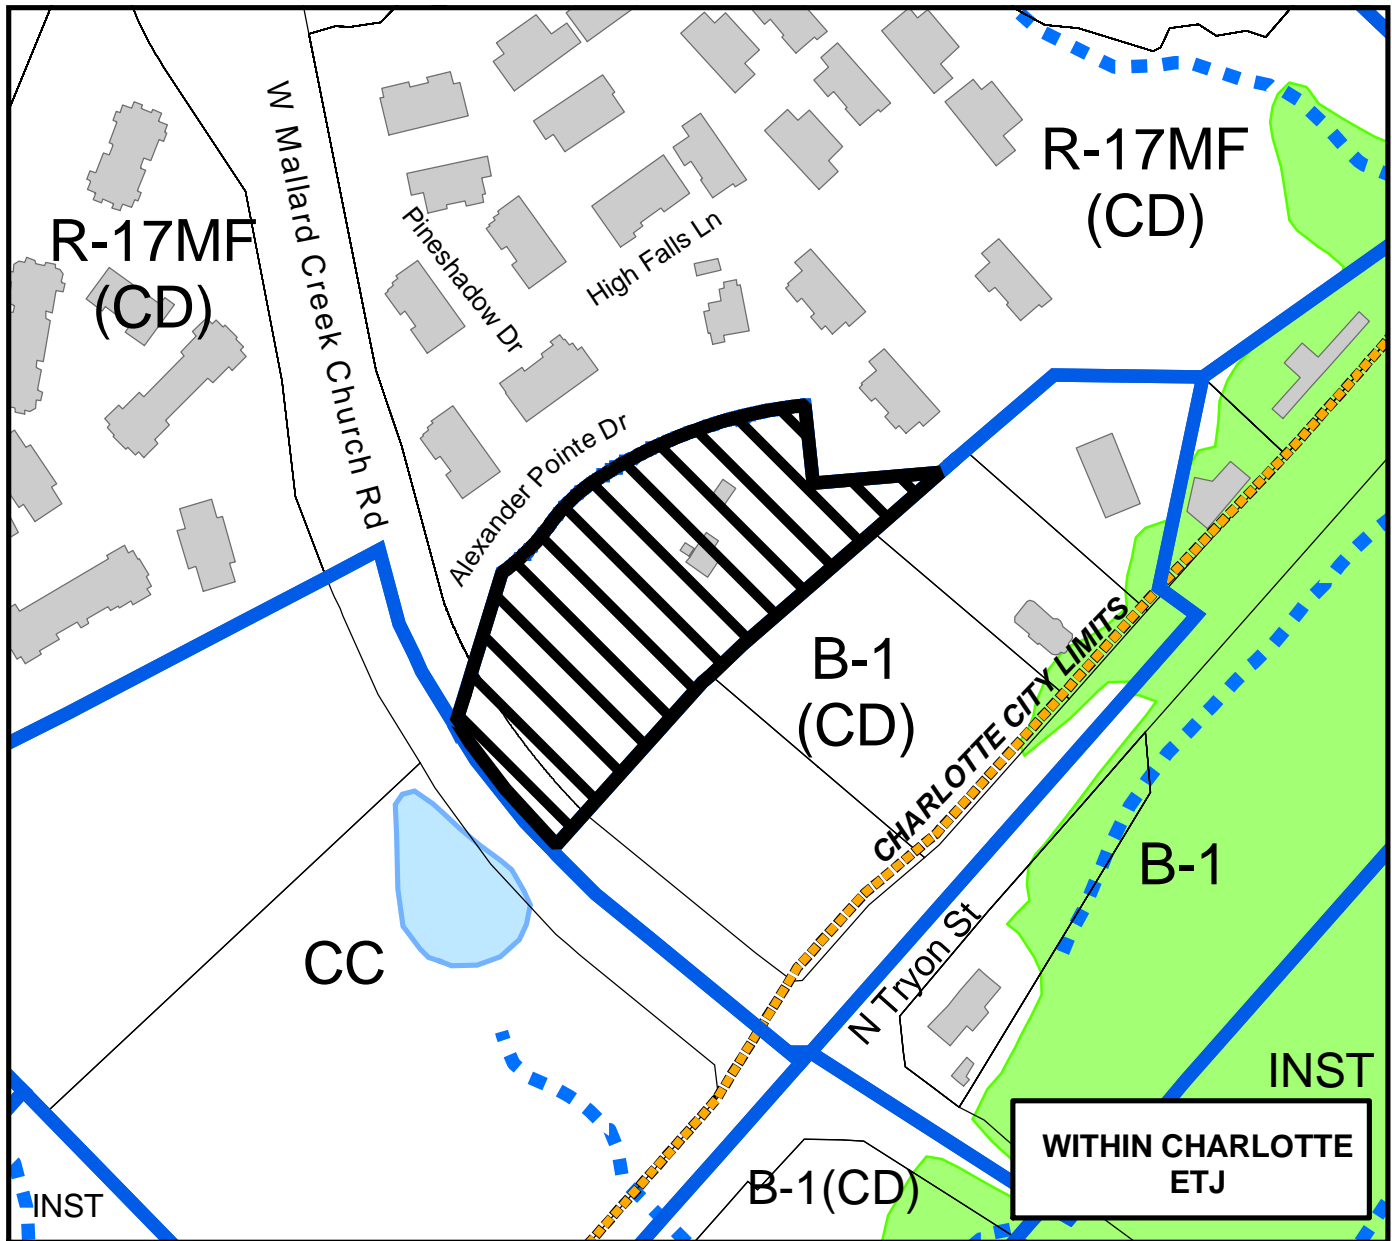 W Mallard Creek Church Rd
R-17MF
(CD)
R-17MF
(CD)
Pineshadow Dr
High Falls Ln
Alexander Pointe Dr
B-1
(CD)
CHARLOTTE CITY LIMITS
B-1
N Tryon St
CC
INST
WITHIN CHARLOTTE
ETJ
B-1(CD)
INST